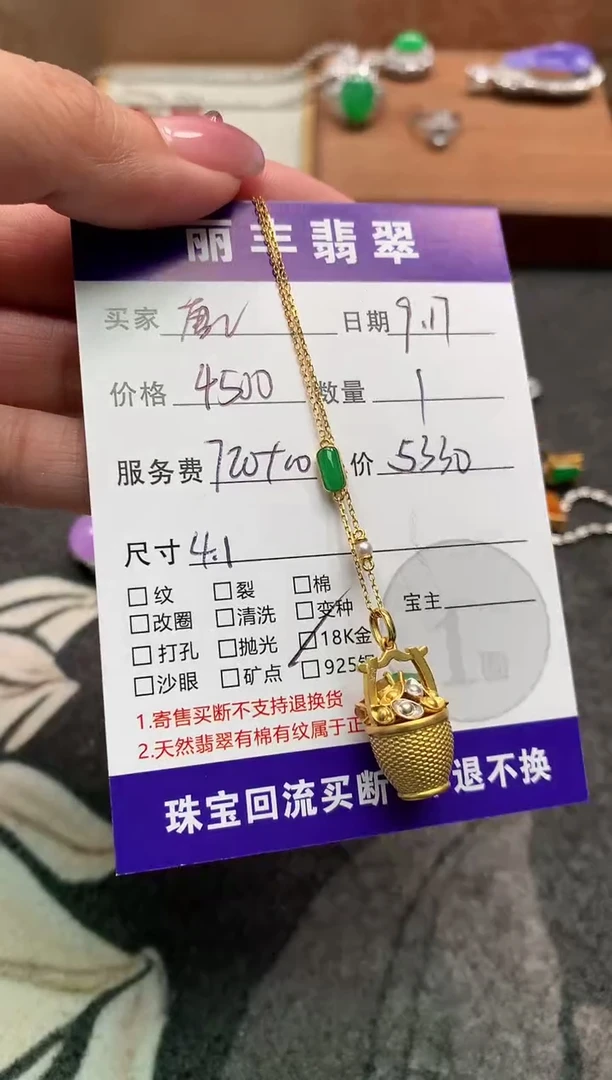 丽丰翡翠
买家 日期 9.17
价格 4500 数量 1
服务费 720+10 价 5330
尺寸 4.1
□纹 □裂 □棉
□改圈 □清洗 □变种 宝主
□打孔 □抛光 □18K金
□沙眼 □矿点 □925
1.寄售买断不支持退换货
2.天然翡翠有棉有纹属于正
珠宝回流买断 退不换